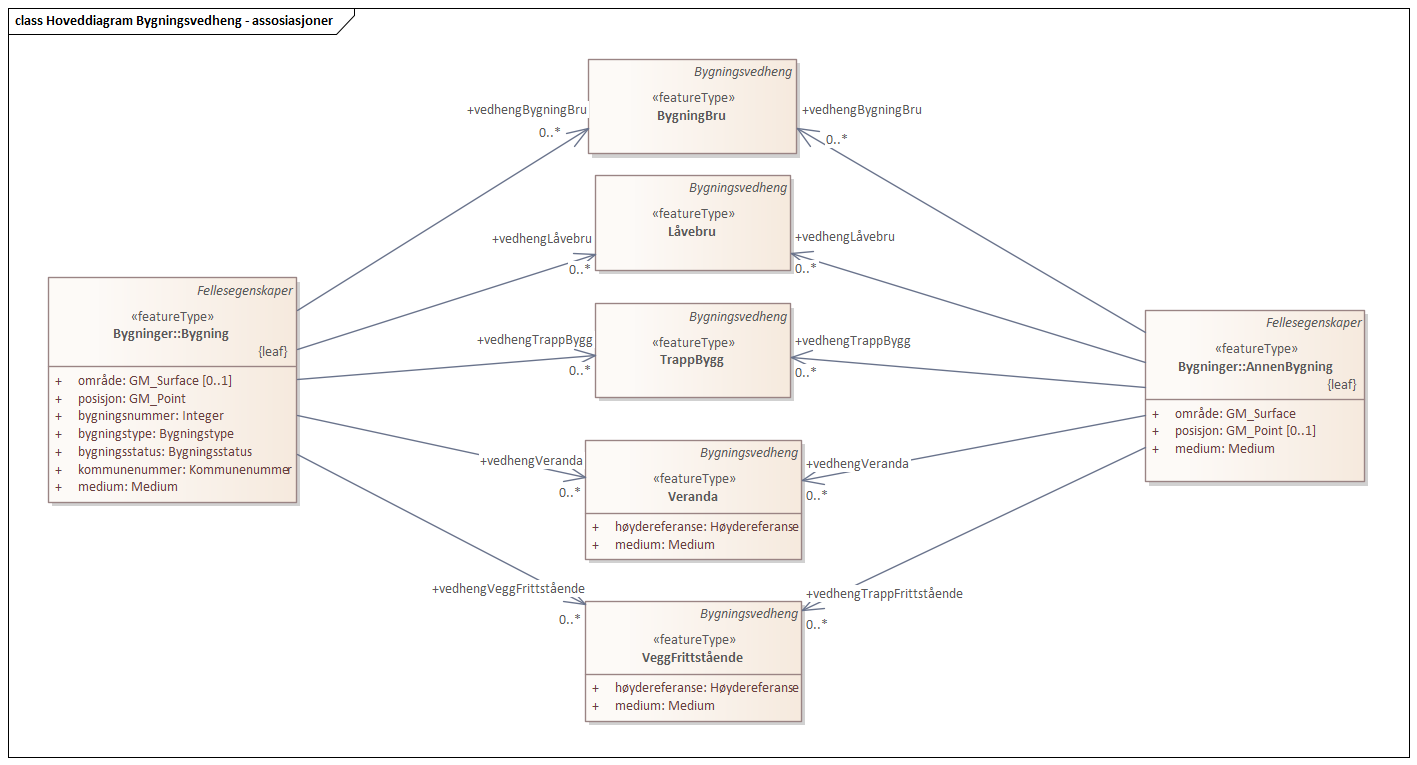 class Hoveddiagram Bygningsvedheng - assosiasjoner
Bygningsvedheng
«featureType»
BygningBru
+vedhengBygningBru
0..*
+vedhengBygningBru
0..*
Bygningsvedheng
«featureType»
Låvebru
+vedhengLåvebru
0..*
+vedhengLåvebru
0..*
Fellesegenskaper
«featureType»
Bygninger::Bygning
{leaf}
+ område: GM_Surface [0..1]
+ posisjon: GM_Point
+ bygningsnummer: Integer
+ bygningstype: Bygningstype
+ bygningsstatus: Bygningsstatus
+ kommunenummer: Kommunenummer
+ medium: Medium
Bygningsvedheng
«featureType»
TrappBygg
+vedhengTrappBygg
0..*
+vedhengTrappBygg
0..*
Fellesegenskaper
«featureType»
Bygninger::AnnenBygning
{leaf}
+ område: GM_Surface
+ posisjon: GM_Point [0..1]
+ medium: Medium
Bygningsvedheng
«featureType»
Veranda
+ høydereferanse: Høydereferanse
+ medium: Medium
+vedhengVeranda
0..*
+vedhengVeranda
0..*
+vedhengVeggFrittstående
0..*
+vedhengTrappFrittstående
0..*
Bygningsvedheng
«featureType»
VeggFrittstående
+ høydereferanse: Høydereferanse
+ medium: Medium